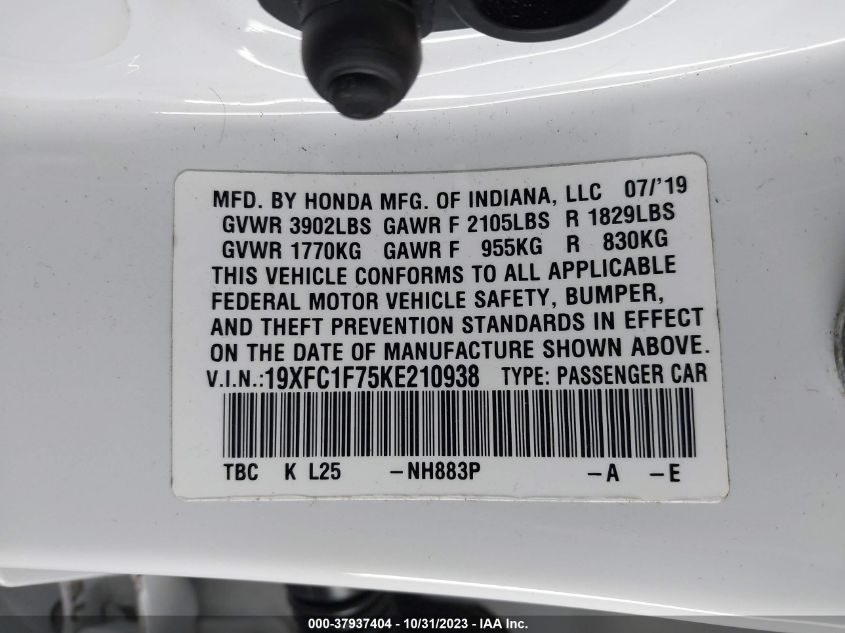 MFD. BY HONDA MFG. OF INDIANA, LLC 07/'19
GVWR 3902LBS GAWR F 2105LBS R 1829LBS
GVWR 1770KG GAWR F 955KG R 830KG
THIS VEHICLE CONFORMS TO ALL APPLICABLE
FEDERAL MOTOR VEHICLE SAFETY, BUMPER,
AND THEFT PREVENTION STANDARDS IN EFFECT
ON THE DATE OF MANUFACTURE SHOWN ABOVE.
V.I.N.:19XFC1F75KE210938 TYPE: PASSENGER CAR
TBC K L25 -NH883P -A -E
000-37937404 - 10/31/2023 - IAA Inc.